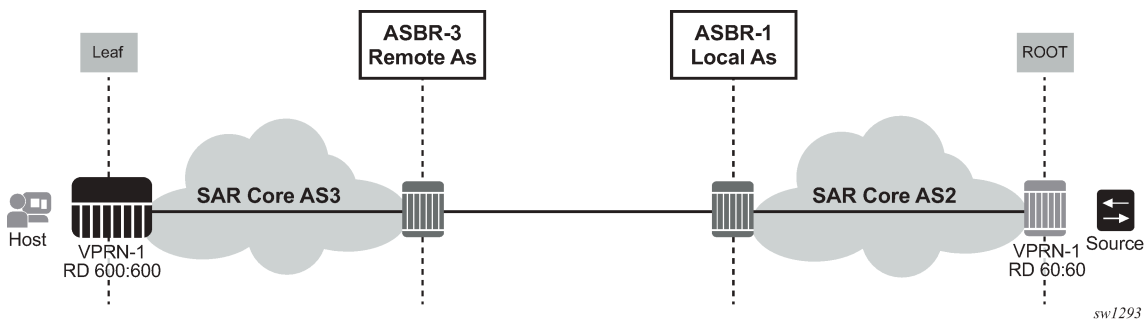 Leaf
ASBR-3
Remote As
ASBR-1
Local As
ROOT
SAR Core AS3
SAR Core AS2
Host
VPRN-1
RD 600:600
VPRN-1
RD 60:60
Source
sw1293